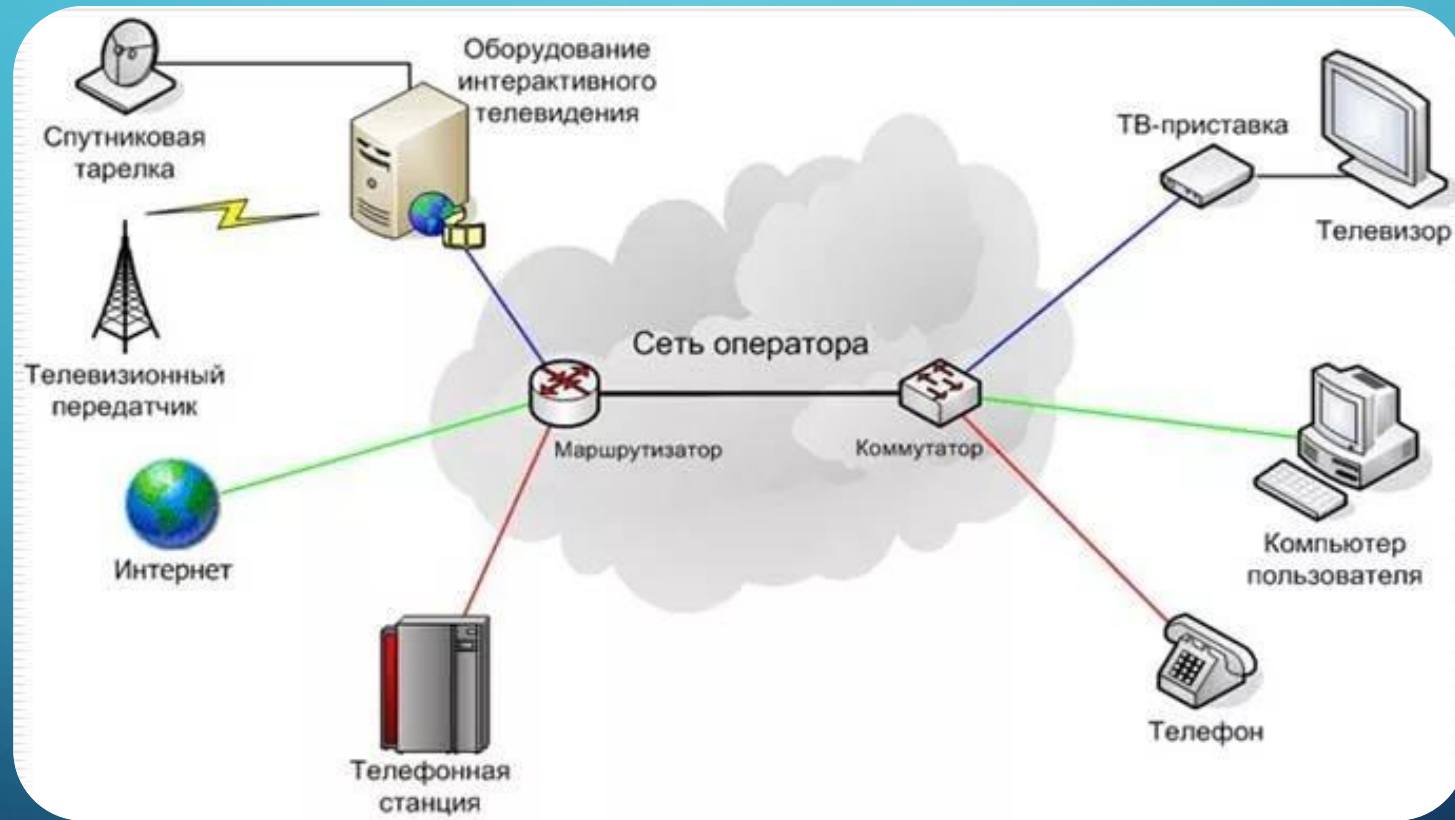 Оборудование
интерактивного
телевидения
Спутниковая
тарелка
ТВ-приставка
Телевизор
Сеть оператора
Телевизионный
передатчик
Маршрутизатор
Коммутатор
Интернет
Компьютер
пользователя
Телефон
Телефонная
станция